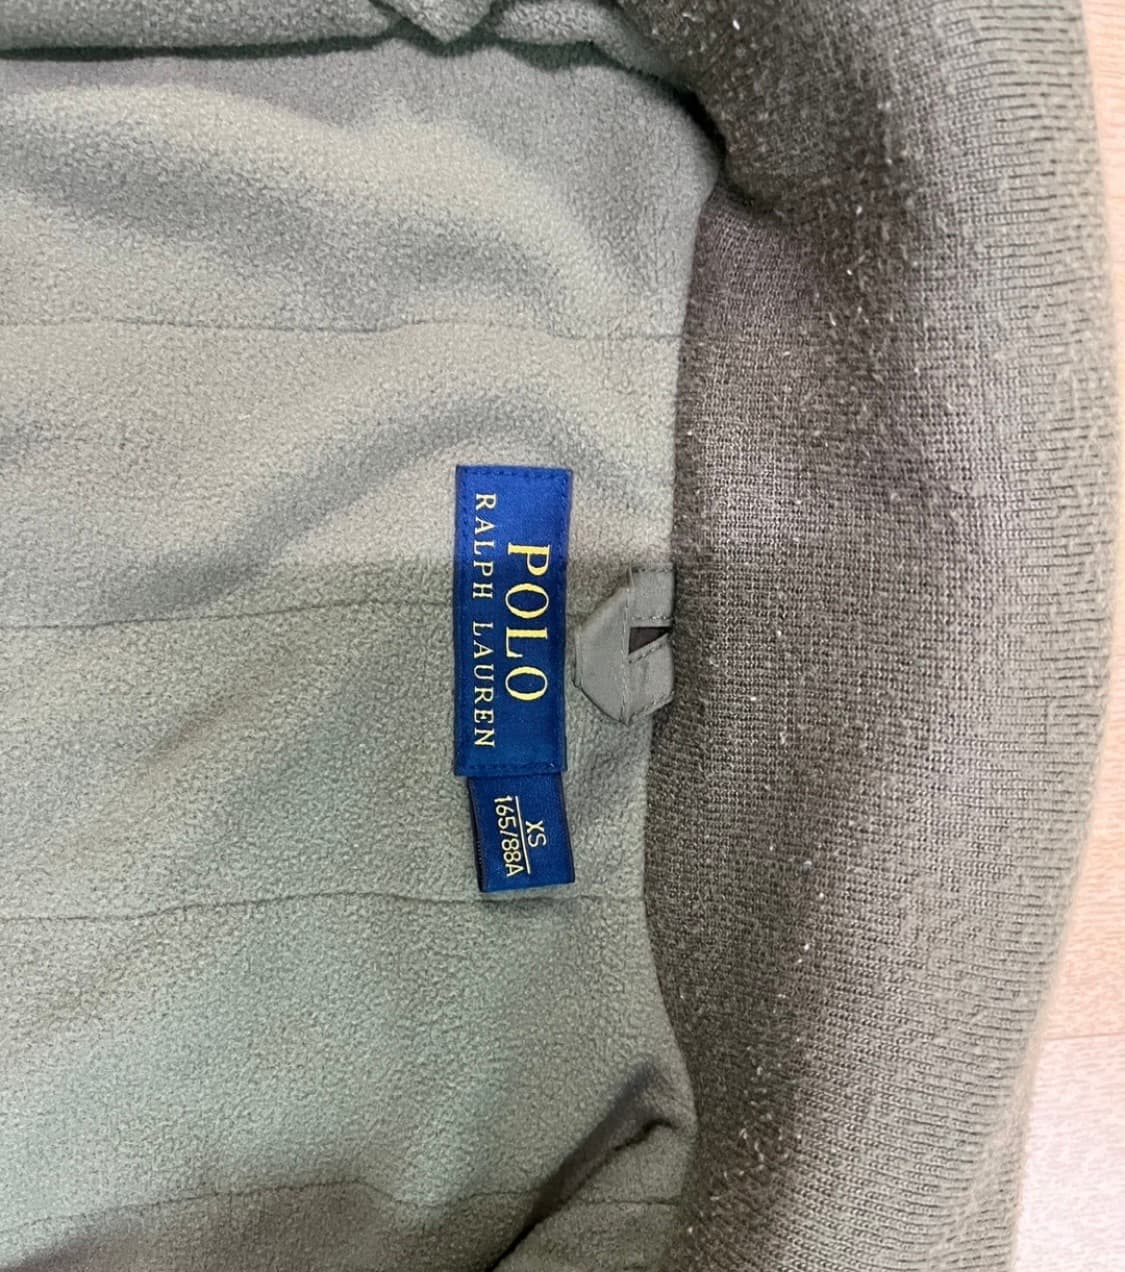 POLO
RALPH LAUREN
XS
165/88A